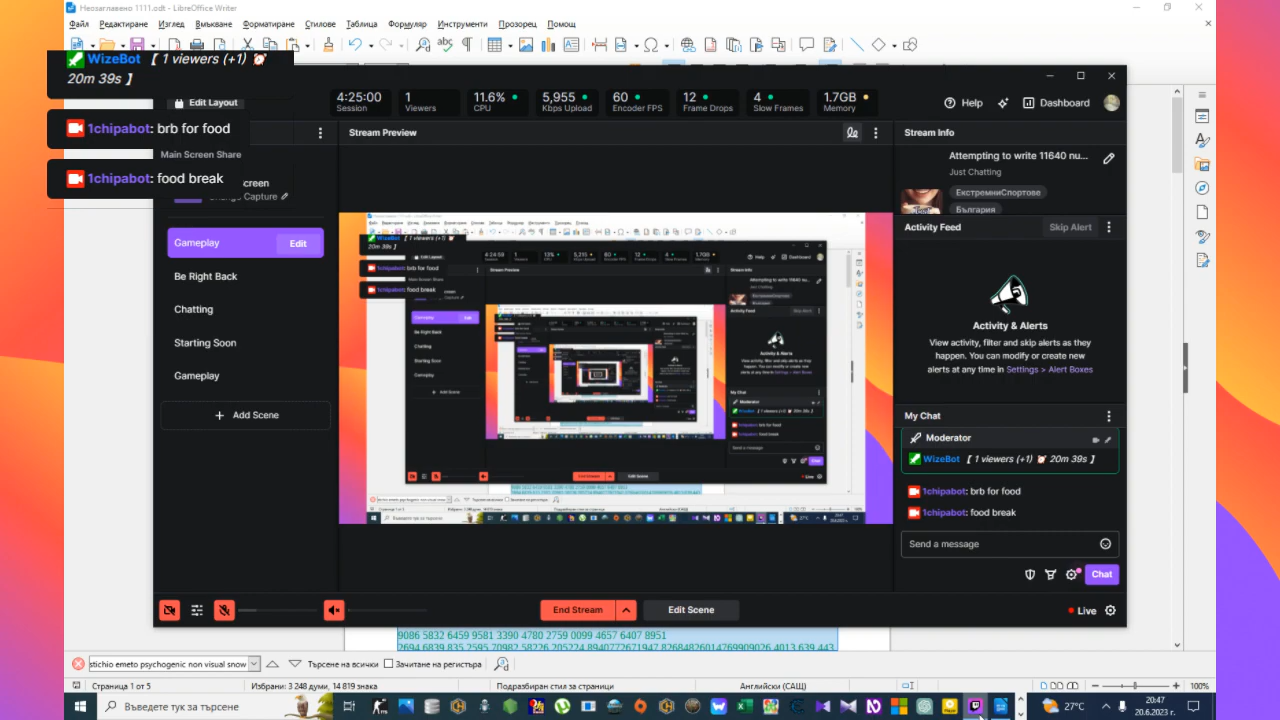 Неозаглавено 1111.odt - LibreOffice Writer
Файл Редактиране Изглед Вмъкване Форматиране Стилове Таблица Формуляр Инструменти Прозорец Помощ
WizeBot [ 1 viewers (+1) ⏰
20m 39s ]
1chipabot: brb for food
1chipabot: food break
Edit Layout
Main Screen Share
creen
Change Capture
4:25:00 1 11.6% 5,955 60 12 4 1.7GB
Session Viewers CPU Kbps Upload Encoder FPS Frame Drops Slow Frames Memory
Help Dashboard
Stream Preview
Stream Info
Attempting to write 11640 nu...
Just Chatting
ЕкстремниСпортове
България
Activity Feed Skip Alert
Gameplay Edit
Be Right Back
Chatting
Starting Soon
Gameplay
+ Add Scene
Activity & Alerts
View activity, filter and skip alerts as they
happen. You can modify or create new
alerts at any time in Settings > Alert Boxes
My Chat
Moderator
WizeBot [ 1 viewers (+1) ⏰ 20m 39s ]
1chipabot: brb for food
1chipabot: food break
Send a message
Chat
End Stream Edit Scene
Live
9086 5832 6459 9581 3390 4780 2759 0099 4657 6407 8951
stichio emeto psychogenic non visual snow Търсене на всички Зачитане на регистъра
Страница 1 от 5 Избрани: 3 248 думи, 14 819 знака Подразбиран стил за страници Английски (САЩ) 100%
Въведете тук за търсене
27°C
20:47
20.6.2023 г.